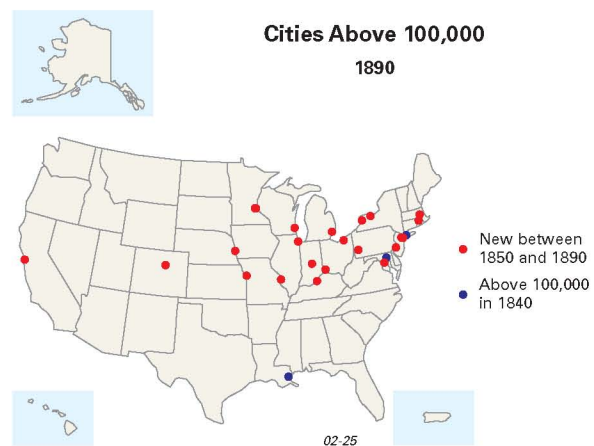 Cities Above 100,000
1890
New between
1850 and 1890
Above 100,000
in 1840
02-25